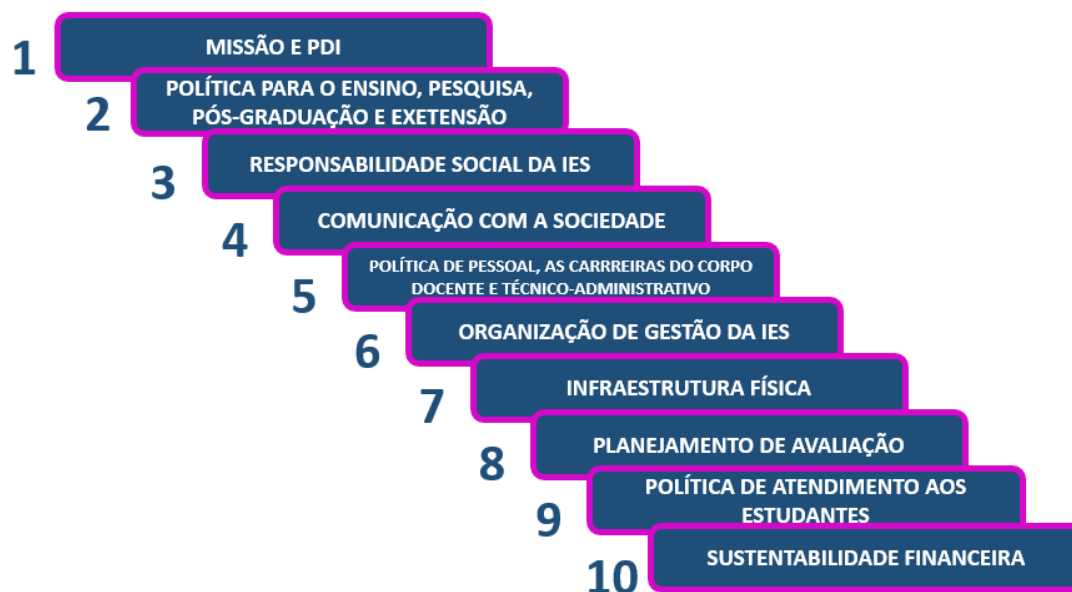 1
MISSÃO E PDI
2
POLÍTICA PARA O ENSINO, PESQUISA,
PÓS-GRADUAÇÃO E EXETENSÃO
3
RESPONSABILIDADE SOCIAL DA IES
4
COMUNICAÇÃO COM A SOCIEDADE
5
POLÍTICA DE PESSOAL, AS CARRREIRAS DO CORPO
DOCENTE E TÉCNICO-ADMINISTRATIVO
6
ORGANIZAÇÃO DE GESTÃO DA IES
7
INFRAESTRUTURA FÍSICA
8
PLANEJAMENTO DE AVALIAÇÃO
9
POLÍTICA DE ATENDIMENTO AOS
ESTUDANTES
10
SUSTENTABILIDADE FINANCEIRA